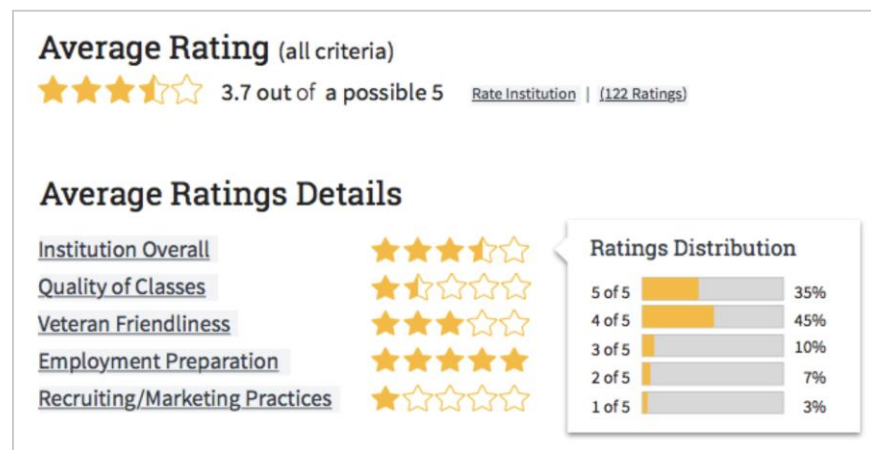 Average Rating (all criteria)
3.7 out of a possible 5 Rate Institution | (122 Ratings)
Average Ratings Details
Institution Overall
Quality of Classes
Veteran Friendliness
Employment Preparation
Recruiting/Marketing Practices
Ratings Distribution
5 of 5 35%
4 of 5 45%
3 of 5 10%
2 of 5 7%
1 of 5 3%